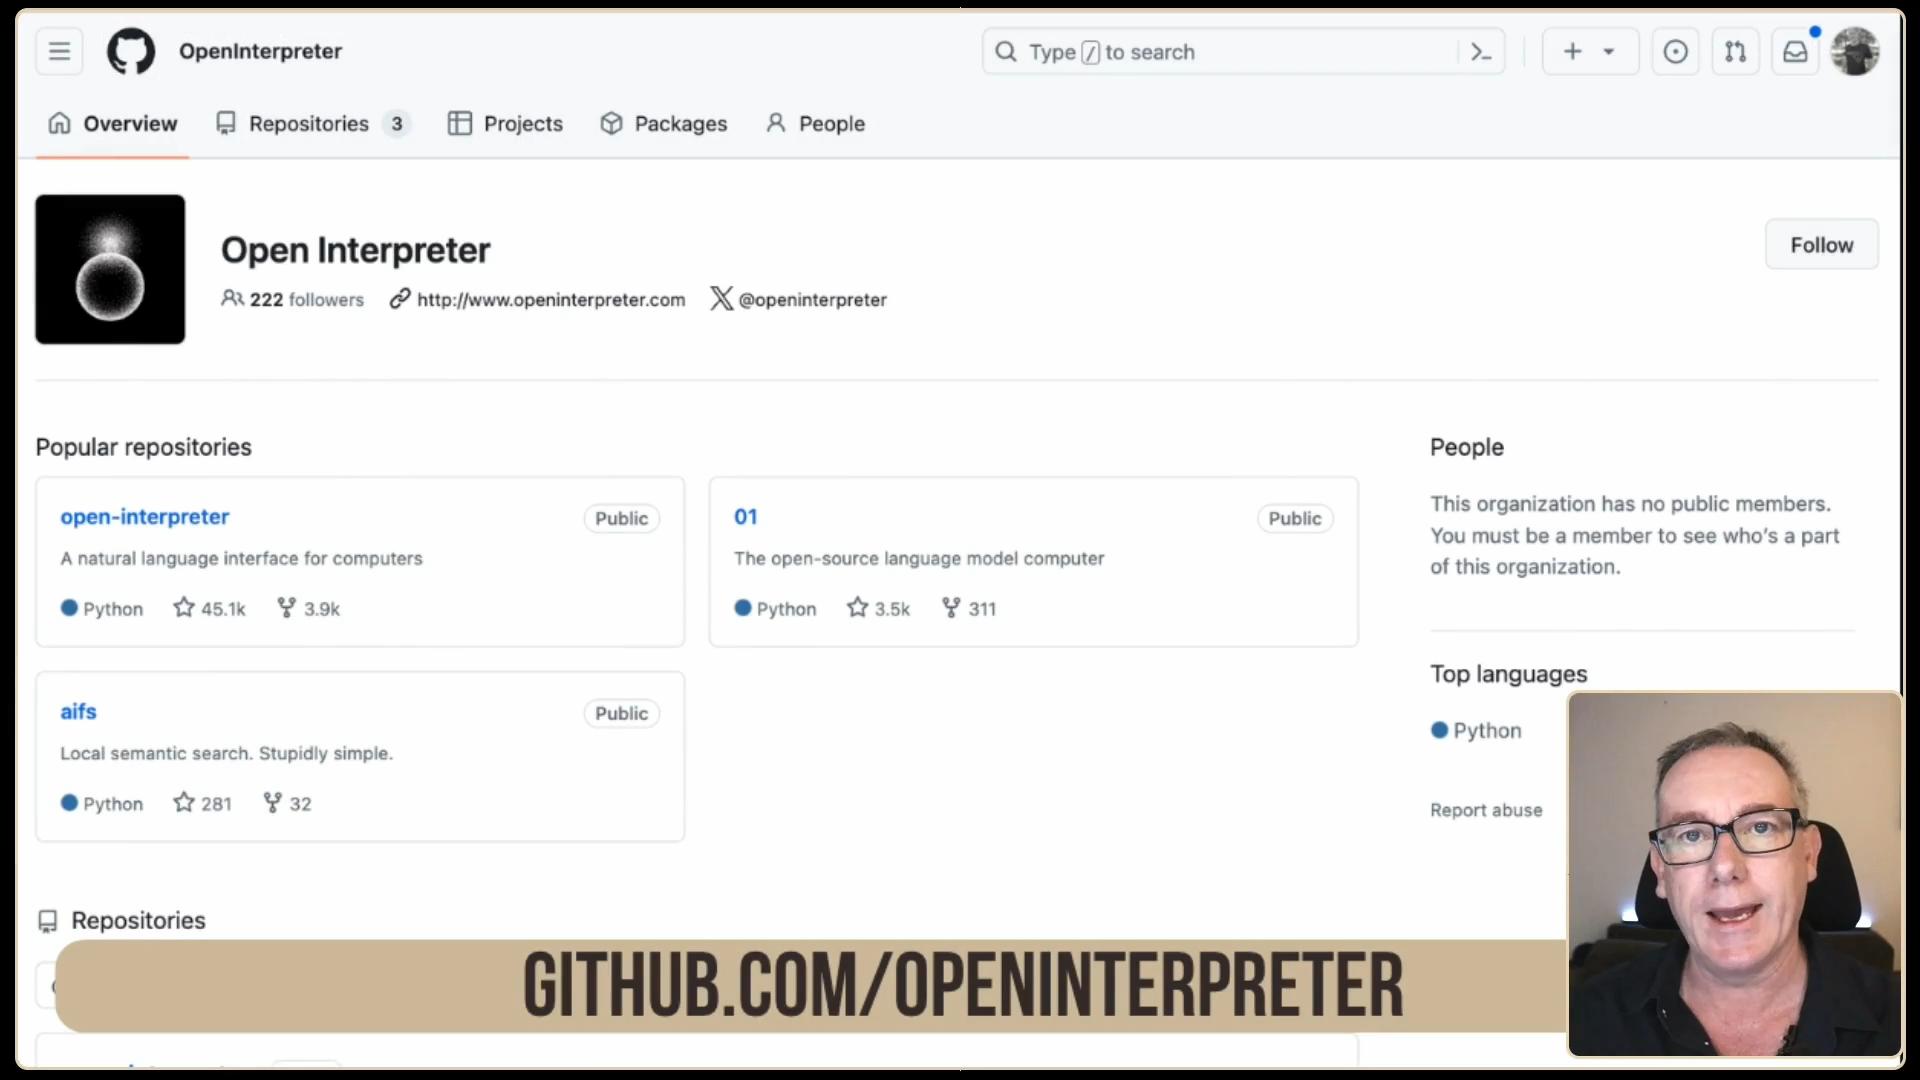 OpenInterpreter
Type / to search
Overview
Repositories 3
Projects
Packages
People
Open Interpreter
222 followers
http://www.openinterpreter.com
@openinterpreter
Follow
Popular repositories
open-interpreter
Public
A natural language interface for computers
Python
45.1k
3.9k
01
Public
The open-source language model computer
Python
3.5k
311
aifs
Public
Local semantic search. Stupidly simple.
Python
281
32
People
This organization has no public members.
You must be a member to see who's a part
of this organization.
Top languages
Python
Report abuse
Repositories
GITHUB.COM/OPENINTERPRETER